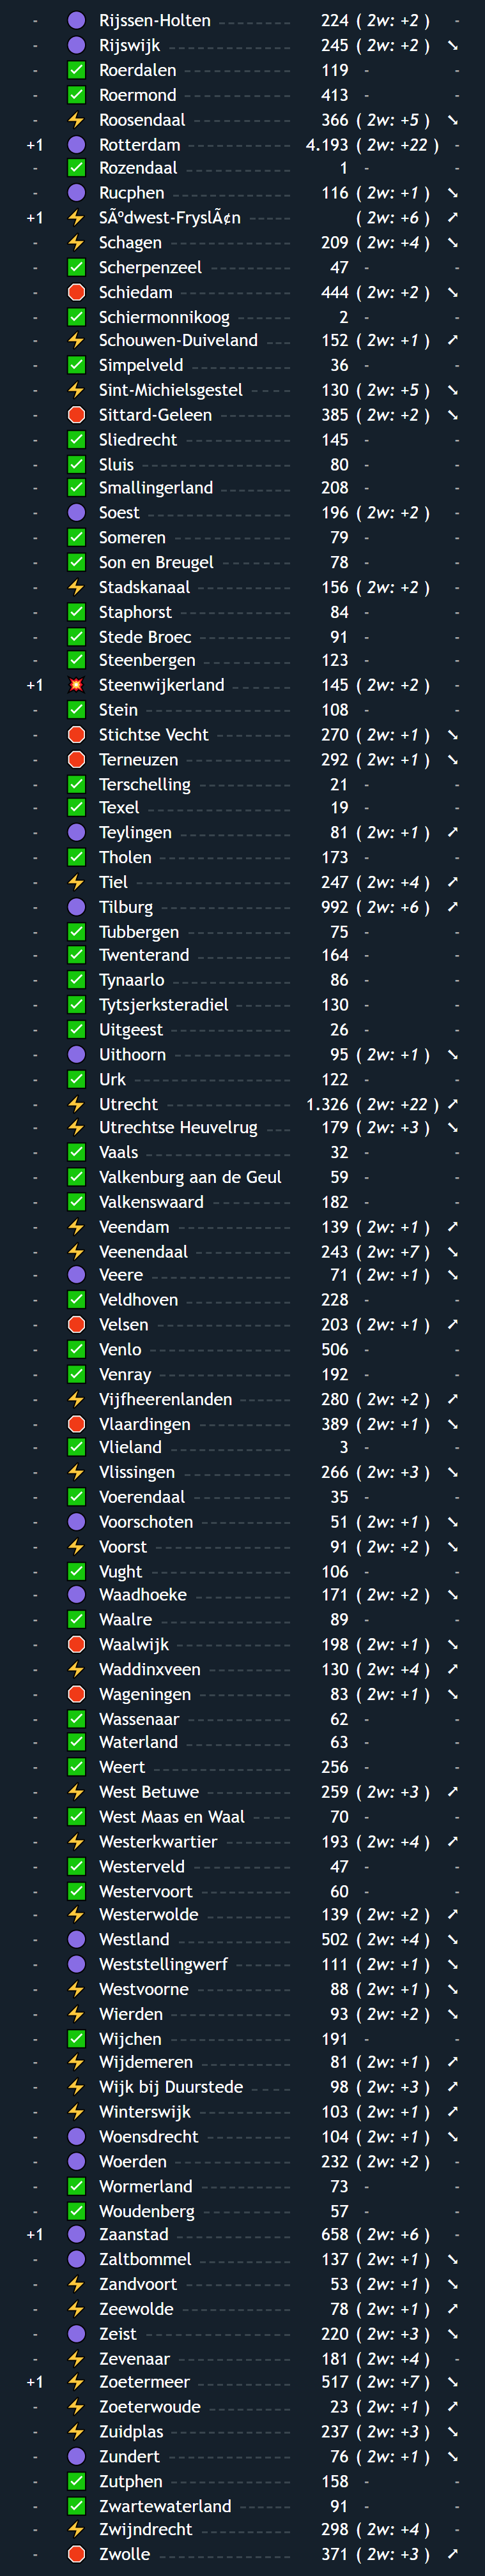 - Rijssen-Holten 224 ( 2w: +2 ) -
- Rijswijk 245 ( 2w: +2 ) ➘
- Roerdalen 119 - -
- Roermond 413 - -
- Roosendaal 366 ( 2w: +5 ) ➘
+1 Rotterdam 4.193 ( 2w: +22 ) -
- Rozendaal 1 - -
- Rucphen 116 ( 2w: +1 ) ➘
+1 SÃºdwest-FryslÃ¢n ( 2w: +6 ) ➚
- Schagen 209 ( 2w: +4 ) ➘
- Scherpenzeel 47 - -
- Schiedam 444 ( 2w: +2 ) ➘
- Schiermonnikoog 2 - -
- Schouwen-Duiveland 152 ( 2w: +1 ) ➚
- Simpelveld 36 - -
- Sint-Michielsgestel 130 ( 2w: +5 ) ➘
- Sittard-Geleen 385 ( 2w: +2 ) ➘
- Sliedrecht 145 - -
- Sluis 80 - -
- Smallingerland 208 - -
- Soest 196 ( 2w: +2 ) -
- Someren 79 - -
- Son en Breugel 78 - -
- Stadskanaal 156 ( 2w: +2 ) -
- Staphorst 84 - -
- Stede Broec 91 - -
- Steenbergen 123 - -
+1 Steenwijkerland 145 ( 2w: +2 ) -
- Stein 108 - -
- Stichtse Vecht 270 ( 2w: +1 ) ➘
- Terneuzen 292 ( 2w: +1 ) ➘
- Terschelling 21 - -
- Texel 19 - -
- Teylingen 81 ( 2w: +1 ) ➚
- Tholen 173 - -
- Tiel 247 ( 2w: +4 ) ➚
- Tilburg 992 ( 2w: +6 ) ➚
- Tubbergen 75 - -
- Twenterand 164 - -
- Tynaarlo 86 - -
- Tytsjerksteradiel 130 - -
- Uitgeest 26 - -
- Uithoorn 95 ( 2w: +1 ) ➘
- Urk 122 - -
- Utrecht 1.326 ( 2w: +22 ) ➚
- Utrechtse Heuvelrug 179 ( 2w: +3 ) ➘
- Vaals 32 - -
- Valkenburg aan de Geul 59 - -
- Valkenswaard 182 - -
- Veendam 139 ( 2w: +1 ) ➚
- Veenendaal 243 ( 2w: +7 ) ➘
- Veere 71 ( 2w: +1 ) ➘
- Veldhoven 228 - -
- Velsen 203 ( 2w: +1 ) ➚
- Venlo 506 - -
- Venray 192 - -
- Vijfheerenlanden 280 ( 2w: +2 ) ➚
- Vlaardingen 389 ( 2w: +1 ) ➘
- Vlieland 3 - -
- Vlissingen 266 ( 2w: +3 ) ➘
- Voerendaal 35 - -
- Voorschoten 51 ( 2w: +1 ) ➘
- Voorst 91 ( 2w: +2 ) ➘
- Vught 106 - -
- Waadhoeke 171 ( 2w: +2 ) ➘
- Waalre 89 - -
- Waalwijk 198 ( 2w: +1 ) ➘
- Waddinxveen 130 ( 2w: +4 ) ➚
- Wageningen 83 ( 2w: +1 ) ➘
- Wassenaar 62 - -
- Waterland 63 - -
- Weert 256 - -
- West Betuwe 259 ( 2w: +3 ) ➚
- West Maas en Waal 70 - -
- Westerkwartier 193 ( 2w: +4 ) ➚
- Westerveld 47 - -
- Westervoort 60 - -
- Westerwolde 139 ( 2w: +2 ) ➚
- Westland 502 ( 2w: +4 ) ➘
- Weststellingwerf 111 ( 2w: +1 ) ➘
- Westvoorne 88 ( 2w: +1 ) ➘
- Wierden 93 ( 2w: +2 ) ➘
- Wijchen 191 - -
- Wijdemeren 81 ( 2w: +1 ) ➚
- Wijk bij Duurstede 98 ( 2w: +3 ) ➚
- Winterswijk 103 ( 2w: +1 ) ➚
- Woensdrecht 104 ( 2w: +1 ) ➘
- Woerden 232 ( 2w: +2 ) -
- Wormerland 73 - -
- Woudenberg 57 - -
+1 Zaanstad 658 ( 2w: +6 ) -
- Zaltbommel 137 ( 2w: +1 ) ➘
- Zandvoort 53 ( 2w: +1 ) ➘
- Zeewolde 78 ( 2w: +1 ) ➚
- Zeist 220 ( 2w: +3 ) ➘
- Zevenaar 181 ( 2w: +4 ) -
+1 Zoetermeer 517 ( 2w: +7 ) ➘
- Zoeterwoude 23 ( 2w: +1 ) ➚
- Zuidplas 237 ( 2w: +3 ) ➘
- Zundert 76 ( 2w: +1 ) ➘
- Zutphen 158 - -
- Zwartewaterland 91 - -
- Zwijndrecht 298 ( 2w: +4 ) -
- Zwolle 371 ( 2w: +3 ) ➚